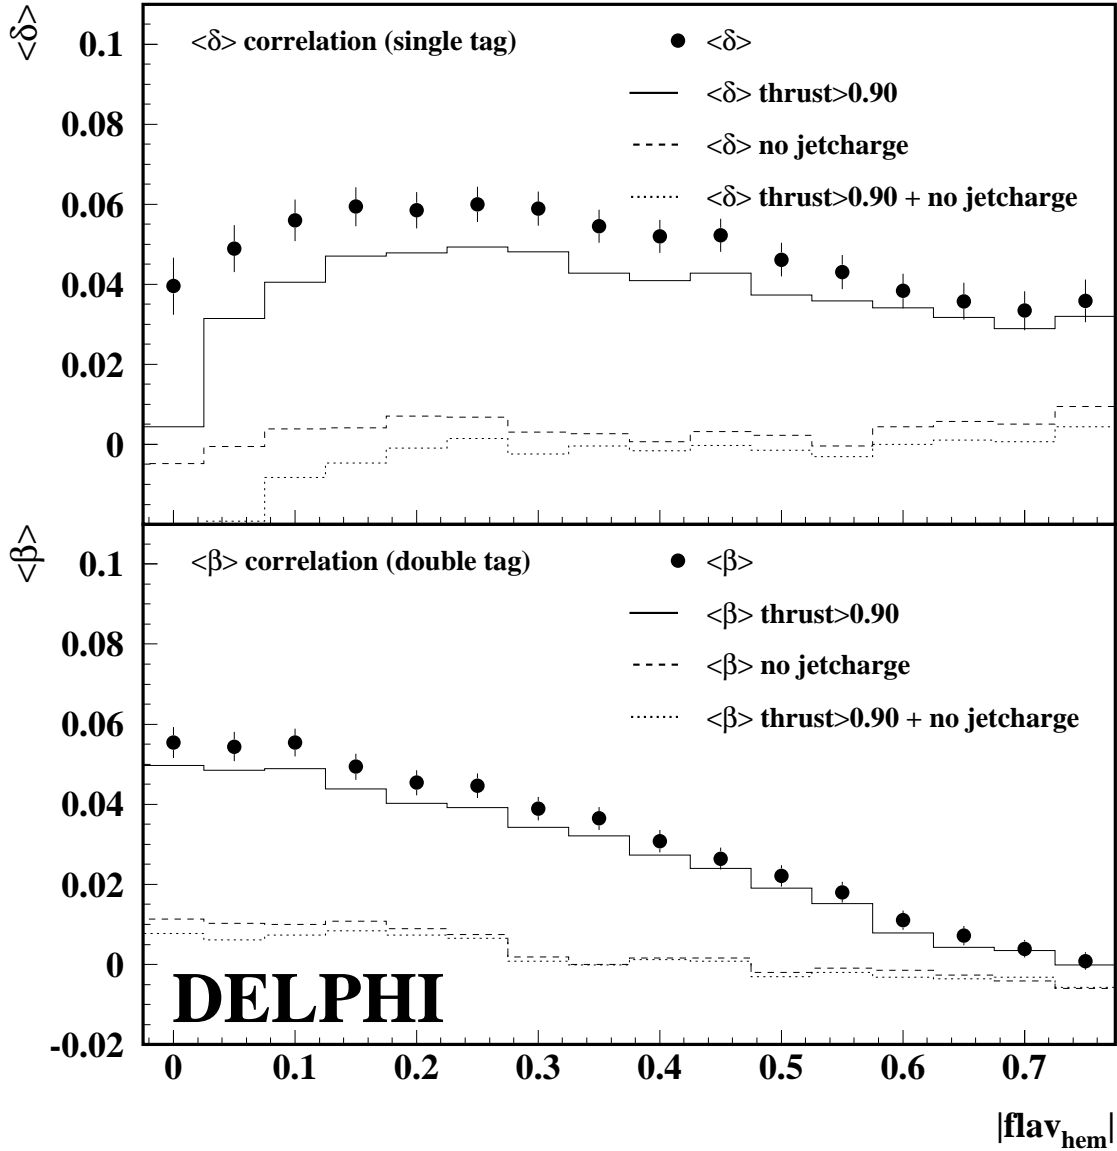 <δ>
0.1
0.08
0.06
0.04
0.02
0
<δ> correlation (single tag)
<δ>
<δ> thrust>0.90
<δ> no jetcharge
<δ> thrust>0.90 + no jetcharge
<β>
0.1
0.08
0.06
0.04
0.02
0
-0.02
<β> correlation (double tag)
<β>
<β> thrust>0.90
<β> no jetcharge
<β> thrust>0.90 + no jetcharge
DELPHI
0 0.1 0.2 0.3 0.4 0.5 0.6 0.7
|flav_hem|